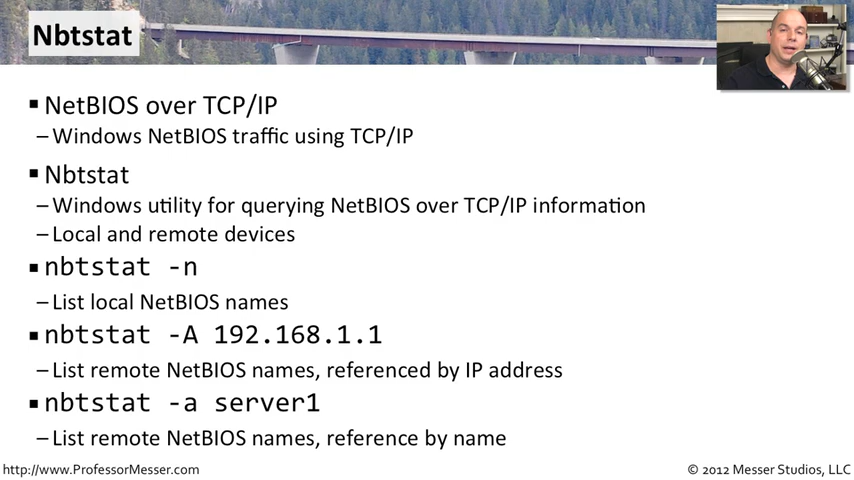 Nbtstat
▪ NetBIOS over TCP/IP
– Windows NetBIOS traffic using TCP/IP
▪ Nbtstat
– Windows utility for querying NetBIOS over TCP/IP information
– Local and remote devices
▪ nbtstat -n
– List local NetBIOS names
▪ nbtstat -A 192.168.1.1
– List remote NetBIOS names, referenced by IP address
▪ nbtstat -a server1
– List remote NetBIOS names, reference by name
http://www.ProfessorMesser.com
© 2012 Messer Studios, LLC